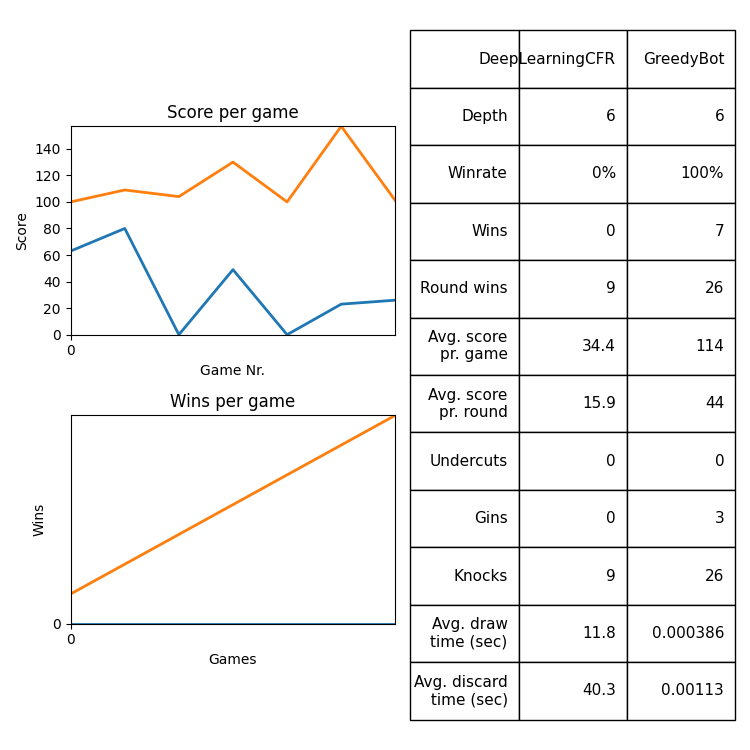 Score per game
140
120
100
80
60
40
20
0
0
Score
Game Nr.
Wins per game
0
0
Wins
Games
DeepLearningCFR GreedyBot
Depth 6 6
Winrate 0% 100%
Wins 0 7
Round wins 9 26
Avg. score
pr. game 34.4 114
Avg. score
pr. round 15.9 44
Undercuts 0 0
Gins 0 3
Knocks 9 26
Avg. draw
time (sec) 11.8 0.000386
Avg. discard
time (sec) 40.3 0.00113